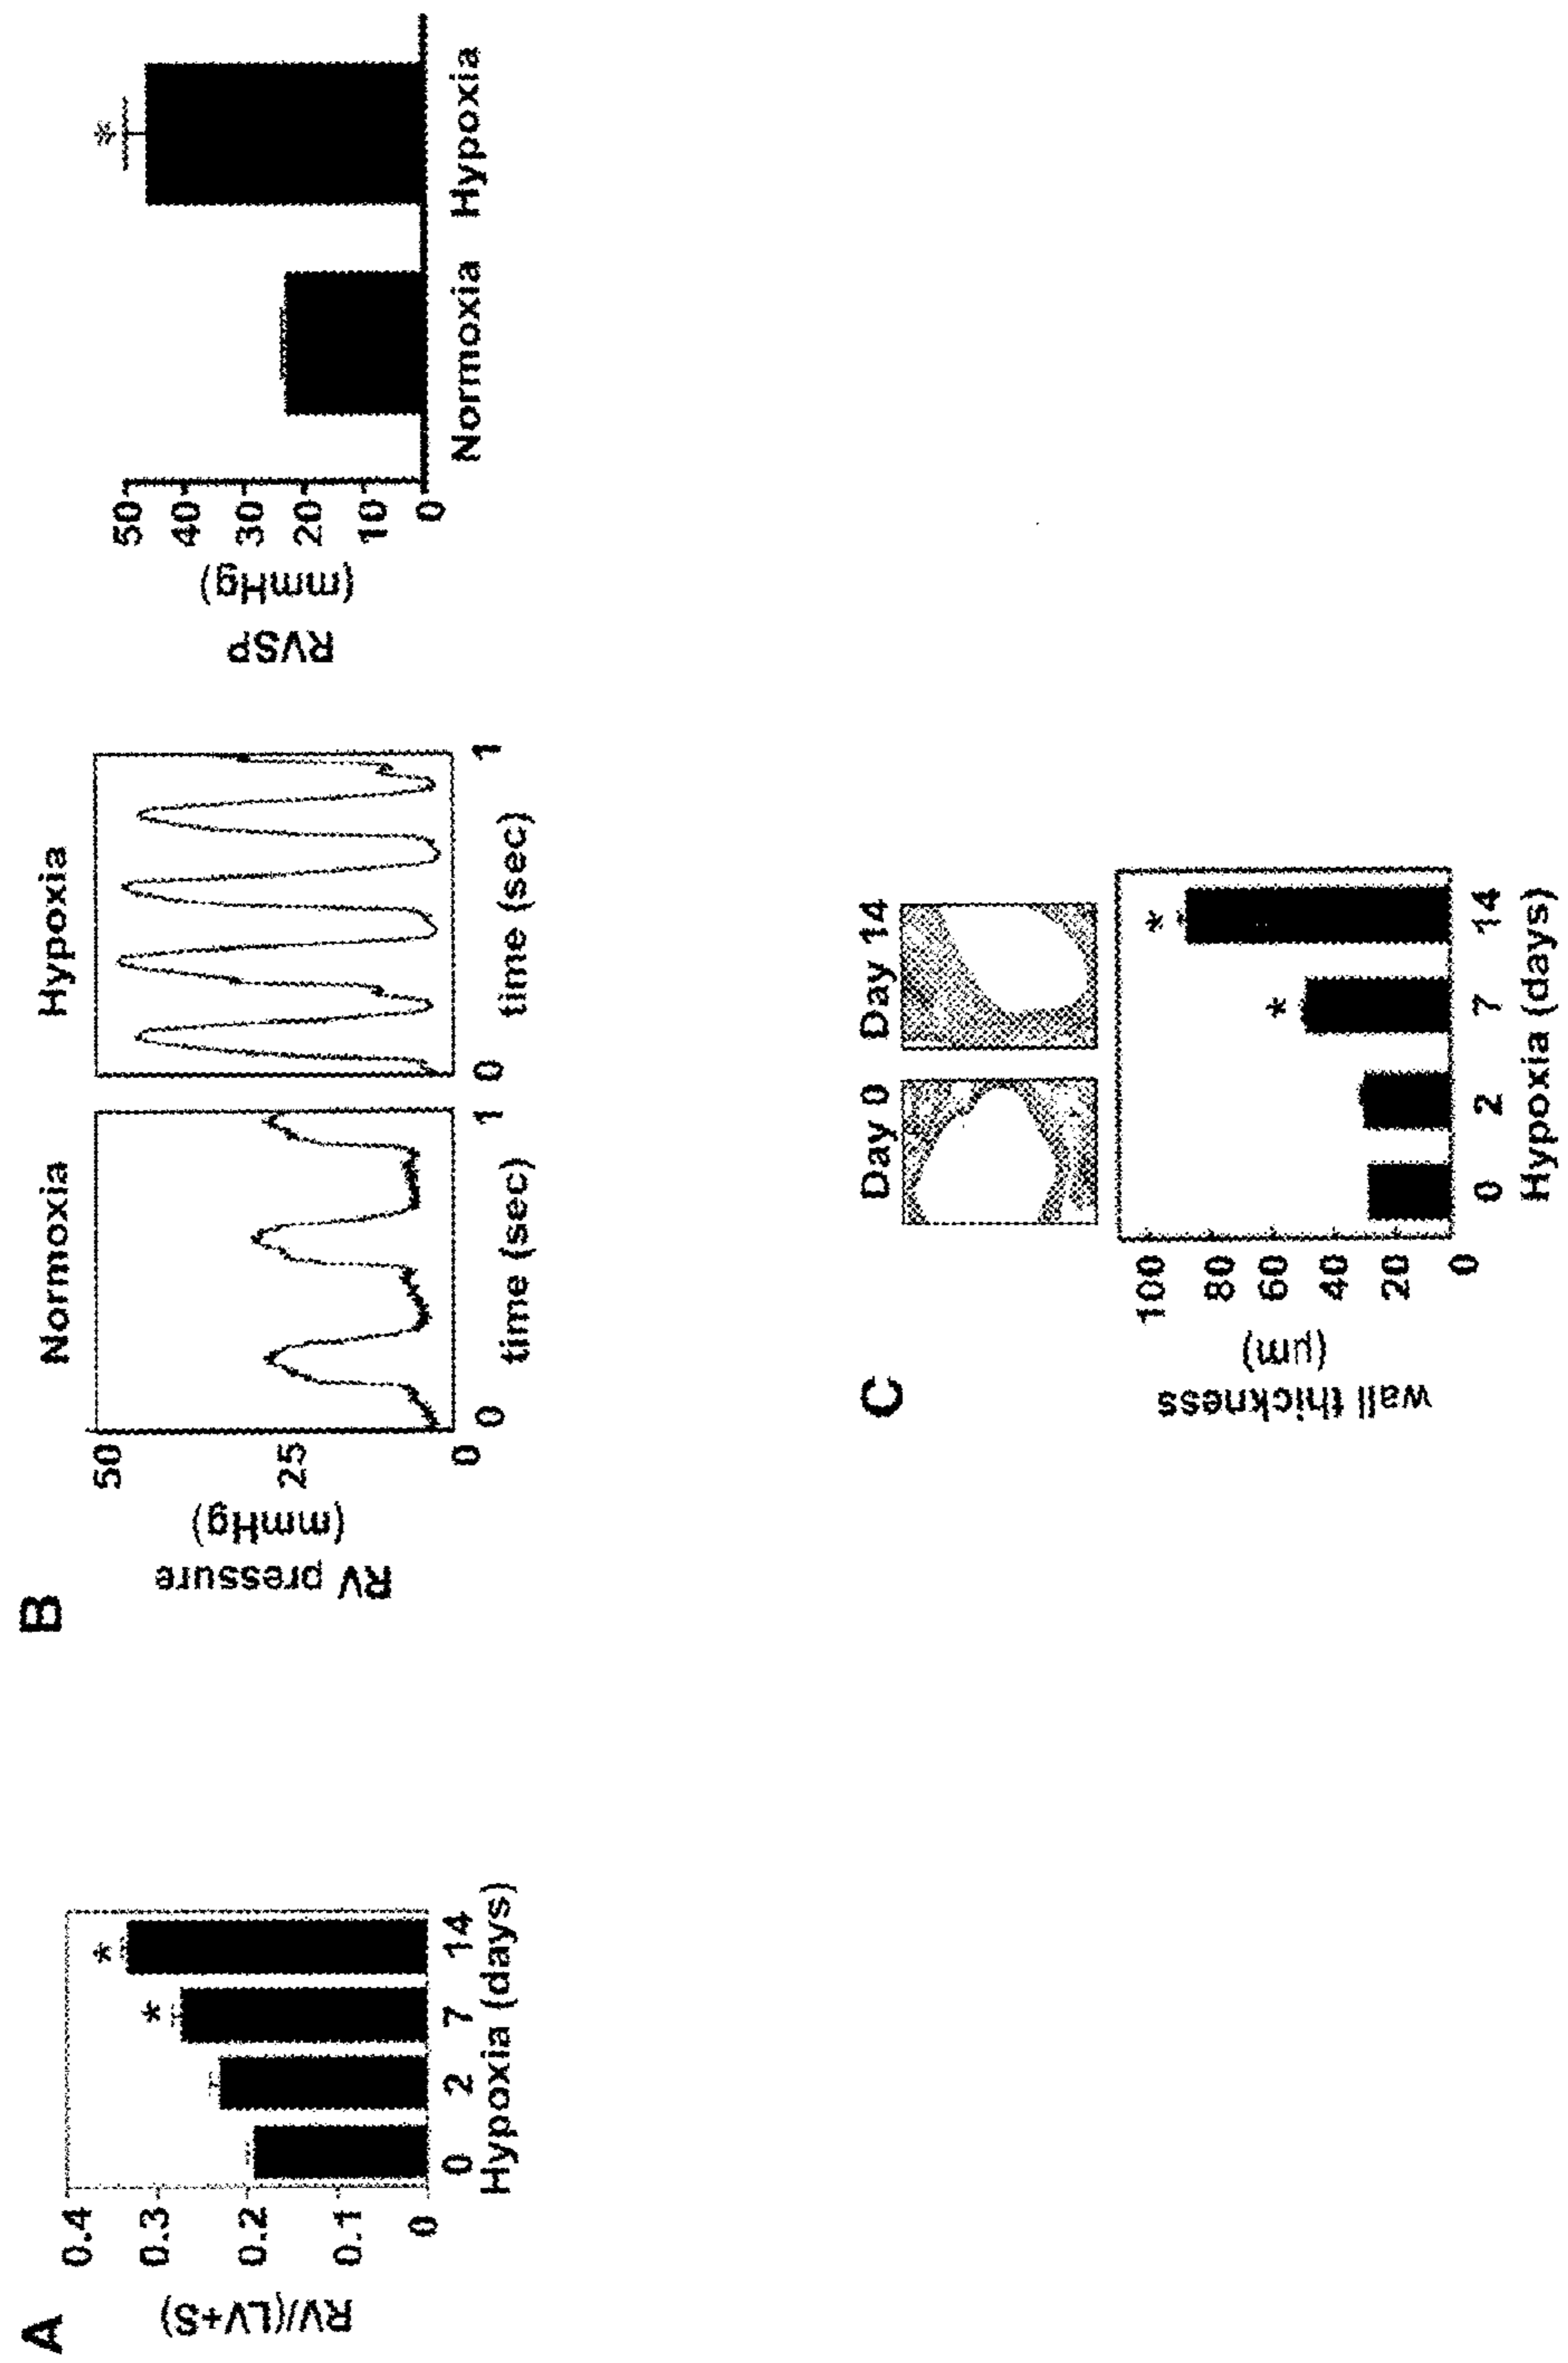 A
RV/(LV+S)
0.4
0.3
0.2
0.1
0
0 2 7 14
Hypoxia (days)
* *
B
Normoxia Hypoxia
RV pressure
(mmHg)
50
25
0
0 1 0 1
time (sec) time (sec)
RVSP
(mmHg)
50
40
30
20
10
0
*
Normoxia Hypoxia
C
Day 0 Day 14
wall thickness
(μm)
100
80
60
40
20
0
* *
0 2 7 14
Hypoxia (days)